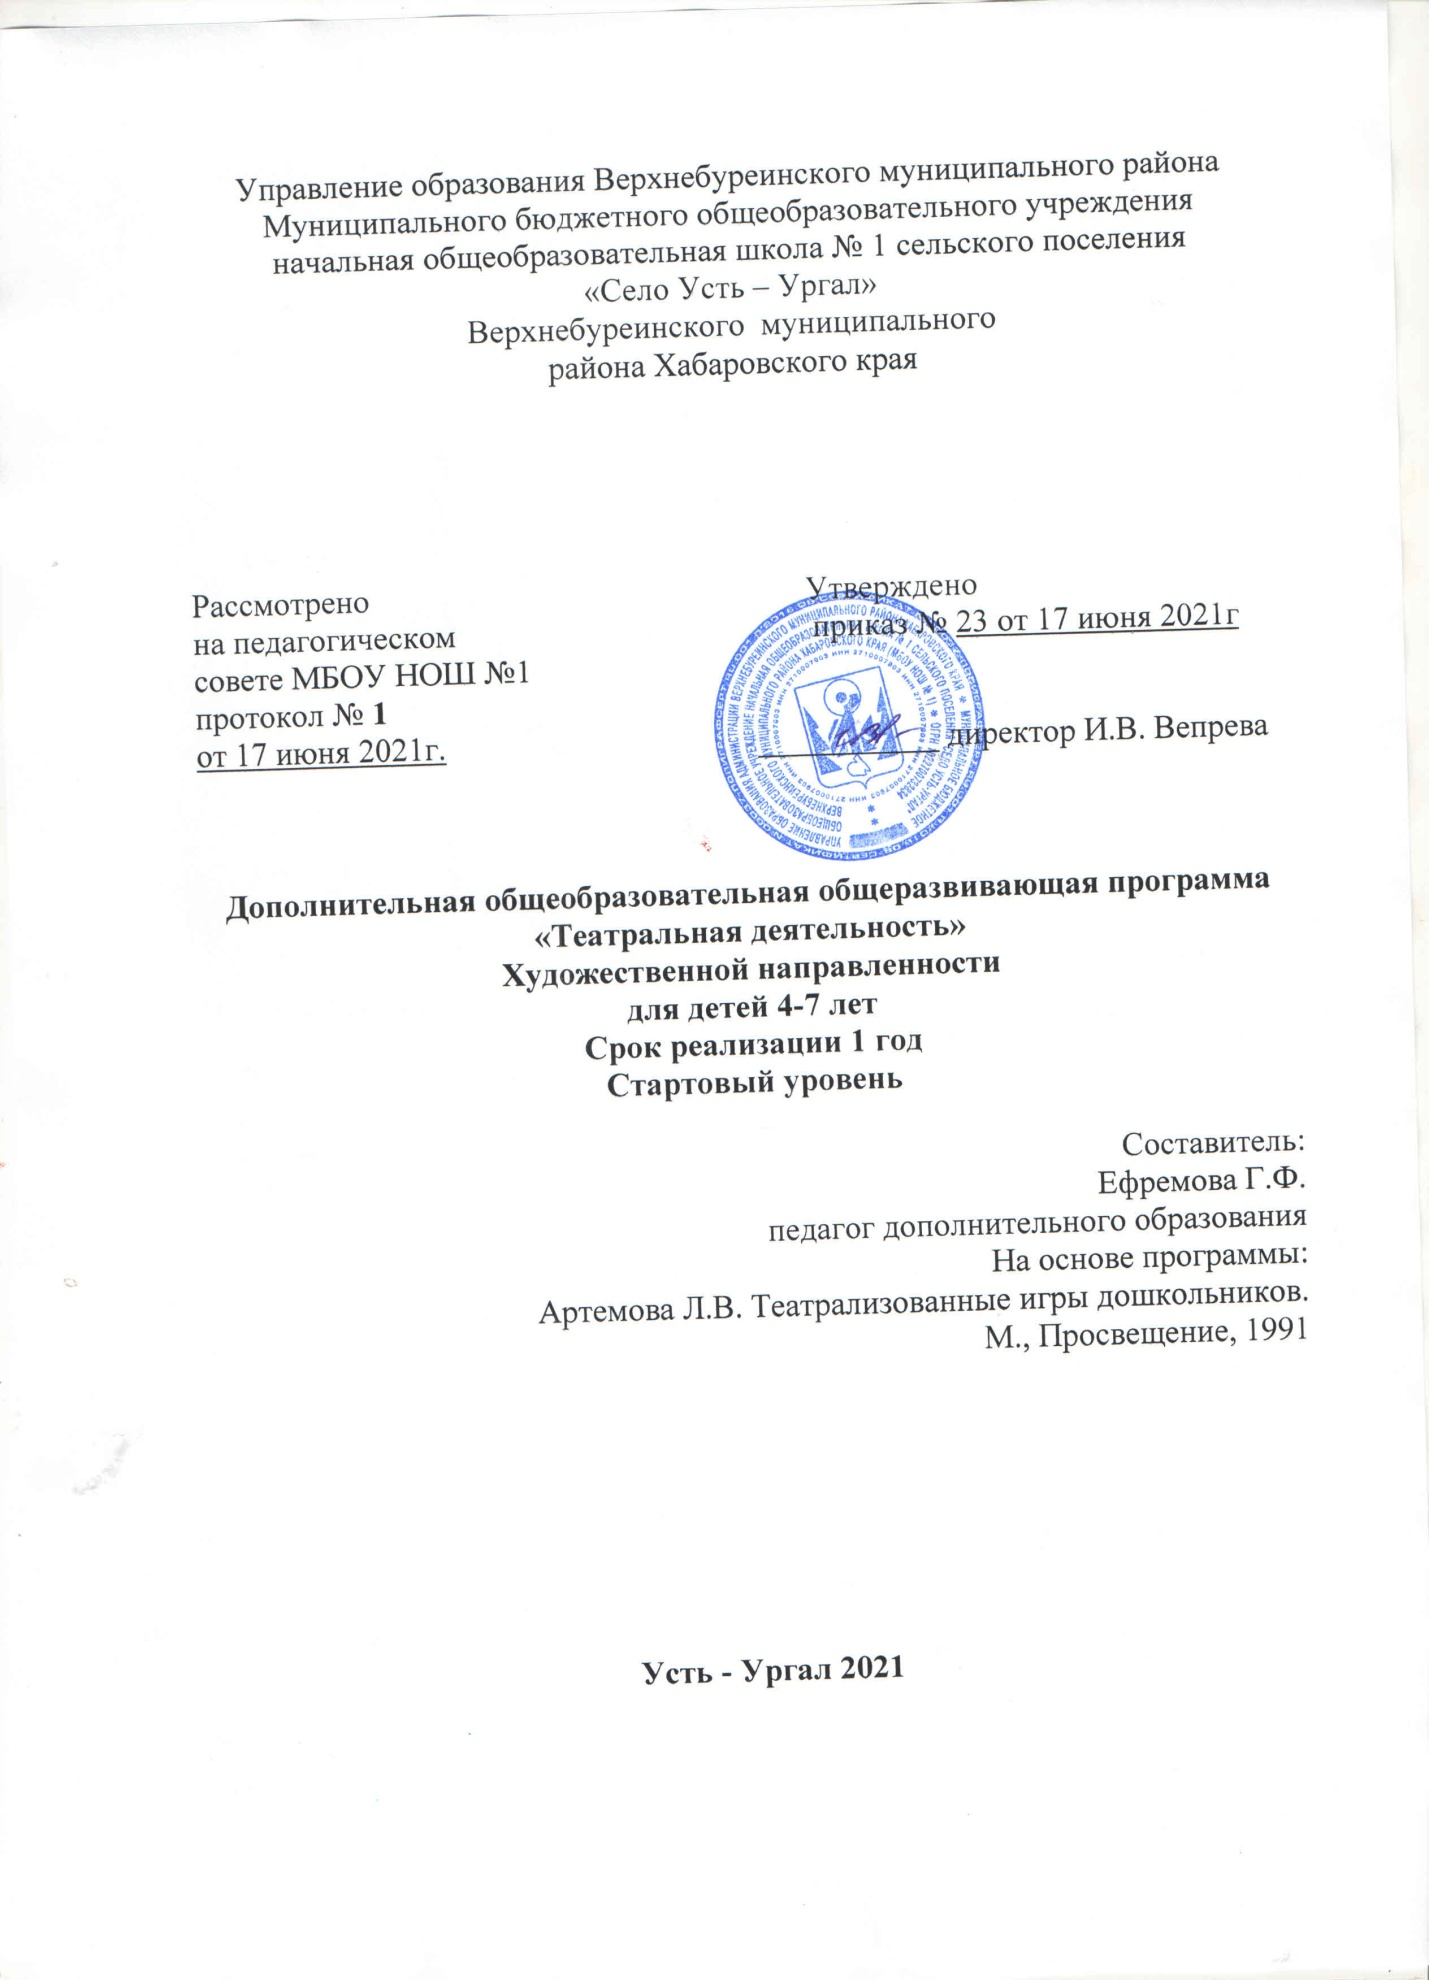 Управление образования Верхнебуреинского муниципального района
Муниципального бюджетного общеобразовательного учреждения
начальная общеобразовательная школа № 1 сельского поселения
«Село Усть – Ургал»
Верхнебуреинского муниципального
района Хабаровского края
Рассмотрено
на педагогическом
совете МБОУ НОШ №1
протокол № 1
от 17 июня 2021г.
Утверждено
приказ № 23 от 17 июня 2021г
директор И.В. Вепрева
Дополнительная общеобразовательная общеразвивающая программа
«Театральная деятельность»
Художественной направленности
для детей 4-7 лет
Срок реализации 1 год
Стартовый уровень
Составитель:
Ефремова Г.Ф.
педагог дополнительного образования
На основе программы:
Артемова Л.В. Театрализованные игры дошкольников.
М., Просвещение, 1991
Усть - Ургал 2021